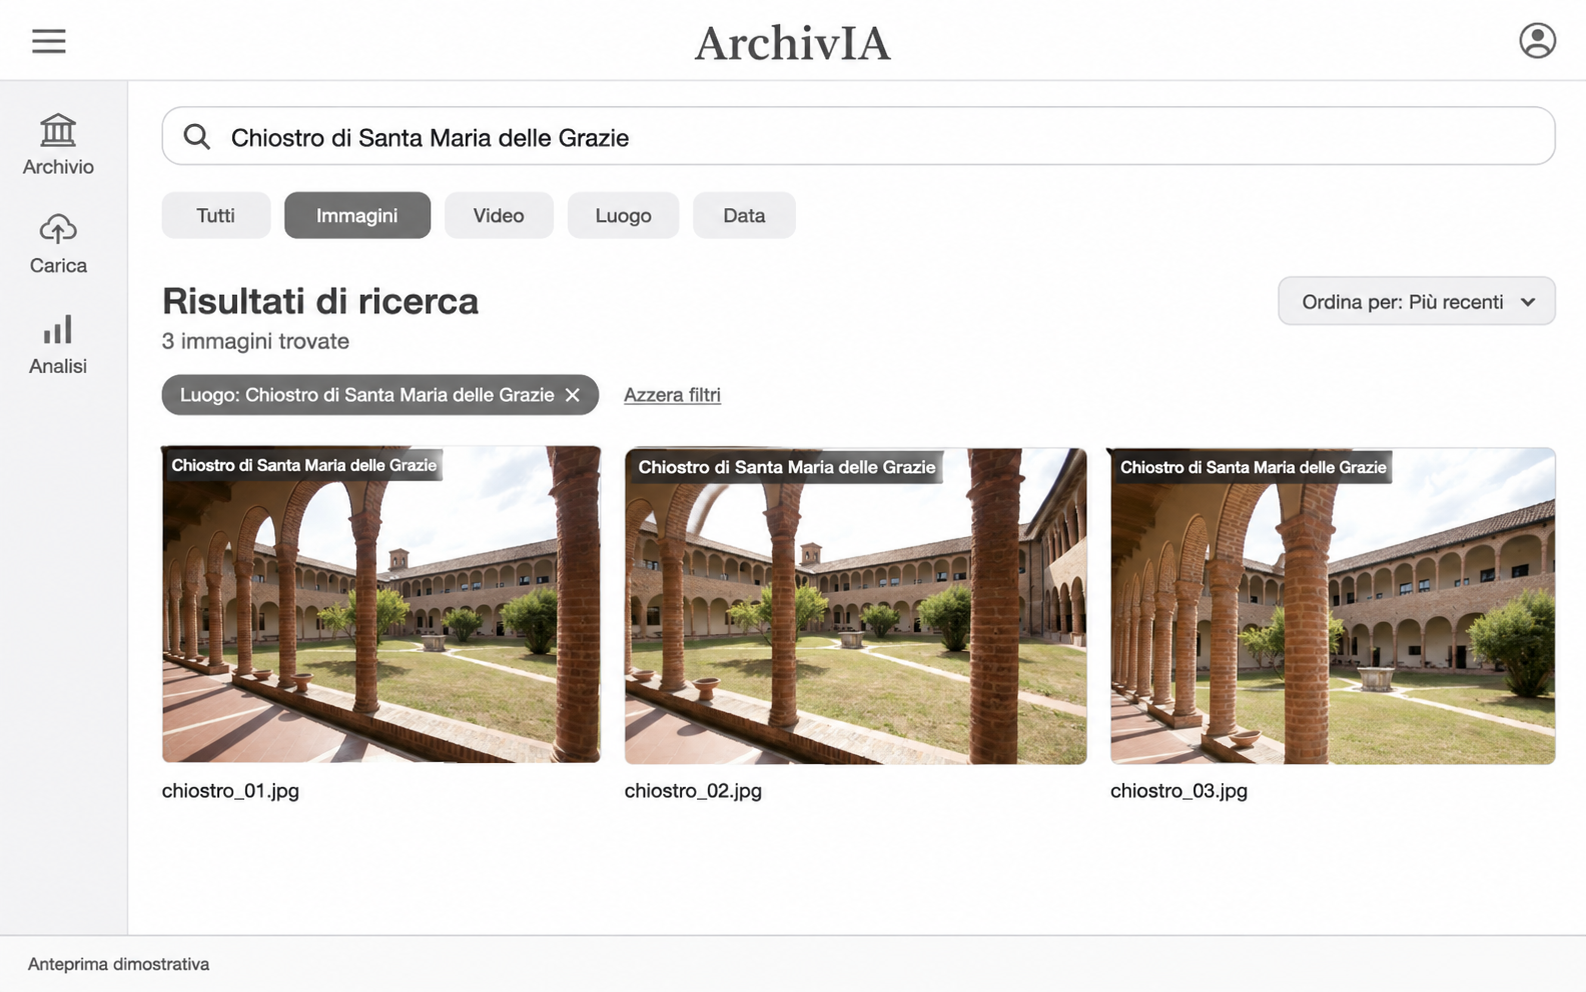 ArchivIA
Archivio
Carica
Analisi
Chiostro di Santa Maria delle Grazie
Tutti
Immagini
Video
Luogo
Data
Risultati di ricerca
3 immagini trovate
Ordina per: Più recenti
Luogo: Chiostro di Santa Maria delle Grazie
Azzera filtri
Chiostro di Santa Maria delle Grazie
Chiostro di Santa Maria delle Grazie
Chiostro di Santa Maria delle Grazie
chiostro_01.jpg
chiostro_02.jpg
chiostro_03.jpg
Anteprima dimostrativa